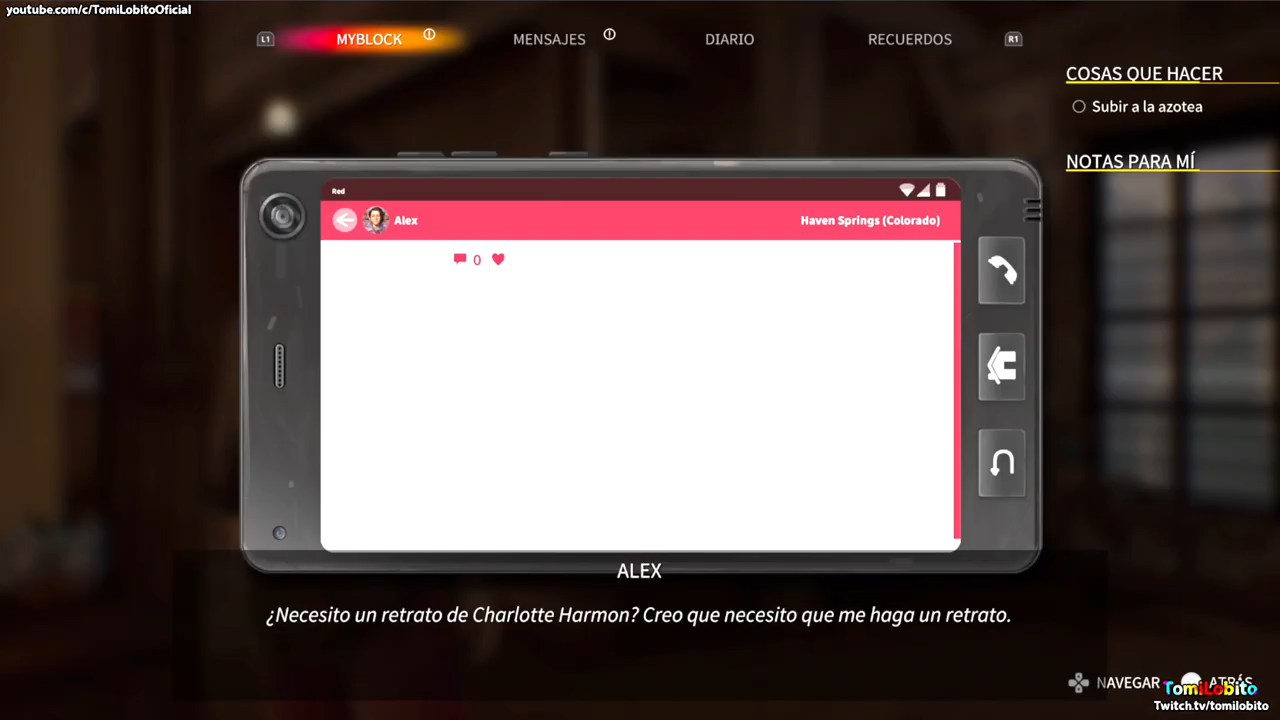 youtube.com/c/TomiLobitoOficial
L1
MYBLOCK
MENSAJES
DIARIO
RECUERDOS
R1
COSAS QUE HACER
Subir a la azotea
NOTAS PARA MÍ
Red
Alex
Haven Springs (Colorado)
0
ALEX
¿Necesito un retrato de Charlotte Harmon? Creo que necesito que me haga un retrato.
NAVEGAR
ATRÁS
TomiLobito
Twitch.tv/tomilobito